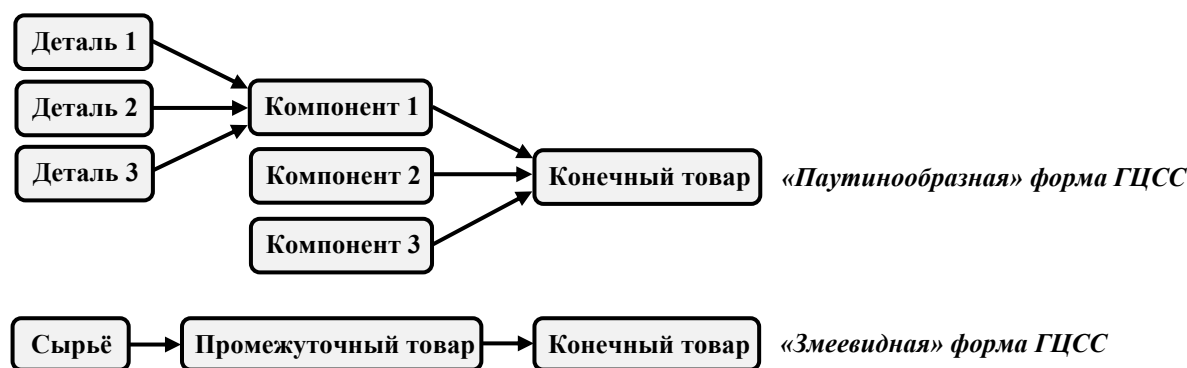 Деталь 1
Деталь 2
Деталь 3
Компонент 1
Компонент 2
Компонент 3
Конечный товар
«Паутинообразная» форма ГЦСС
Сырьё
Промежуточный товар
Конечный товар
«Змеевидная» форма ГЦСС